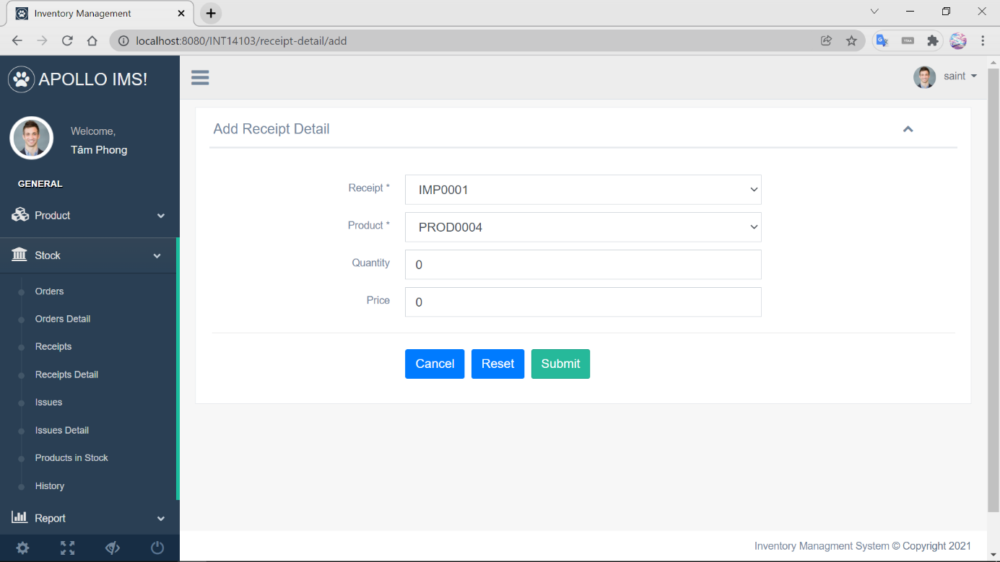 Inventory Management
localhost:8080/INT14103/receipt-detail/add
APOLLO IMS!
saint
Welcome,
Tâm Phong
GENERAL
Product
Stock
Orders
Orders Detail
Receipts
Receipts Detail
Issues
Issues Detail
Products in Stock
History
Report
Add Receipt Detail
Receipt * IMP0001
Product * PROD0004
Quantity 0
Price 0
Cancel Reset Submit
Inventory Managment System © Copyright 2021